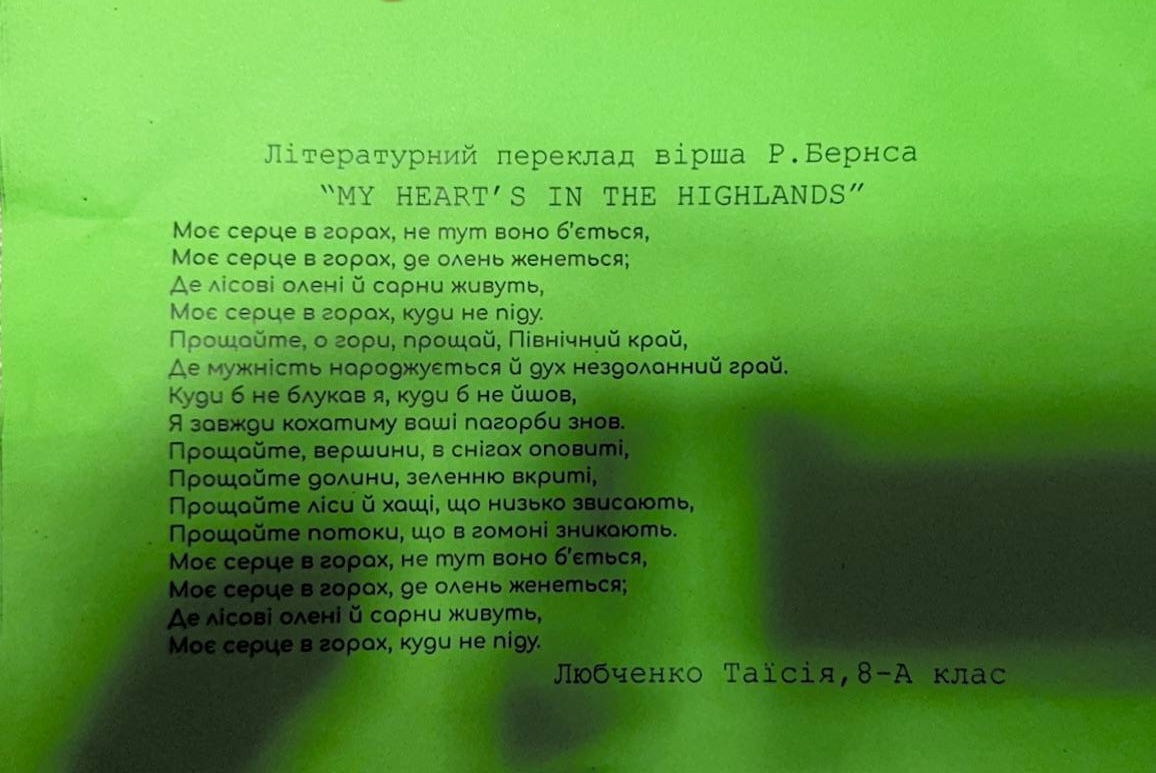 Літературний переклад вірша Р.Бернса
“MY HEART’S IN THE HIGHLANDS”
Моє серце в горах, не тут воно б’ється,
Моє серце в горах, де олень женеться;
Де лісові олені й сарни живуть,
Моє серце в горах, куди не піду.
Прощайте, о гори, прощай, Північний край,
Де мужність народжується й дух нездоланний грай.
Куди б не блукав я, куди б не йшов,
Я завжди кохатиму ваші пагорби знов.
Прощайте, вершини, в снігах оповиті,
Прощайте долини, зеленню вкриті,
Прощайте ліси й хащі, що низько звисають,
Прощайте потоки, що в гомоні зникають.
Моє серце в горах, не тут воно б’ється,
Моє серце в горах, де олень женеться;
Де лісові олені й сарни живуть,
Моє серце в горах, куди не піду.
Любченко Таїсія,8-А клас